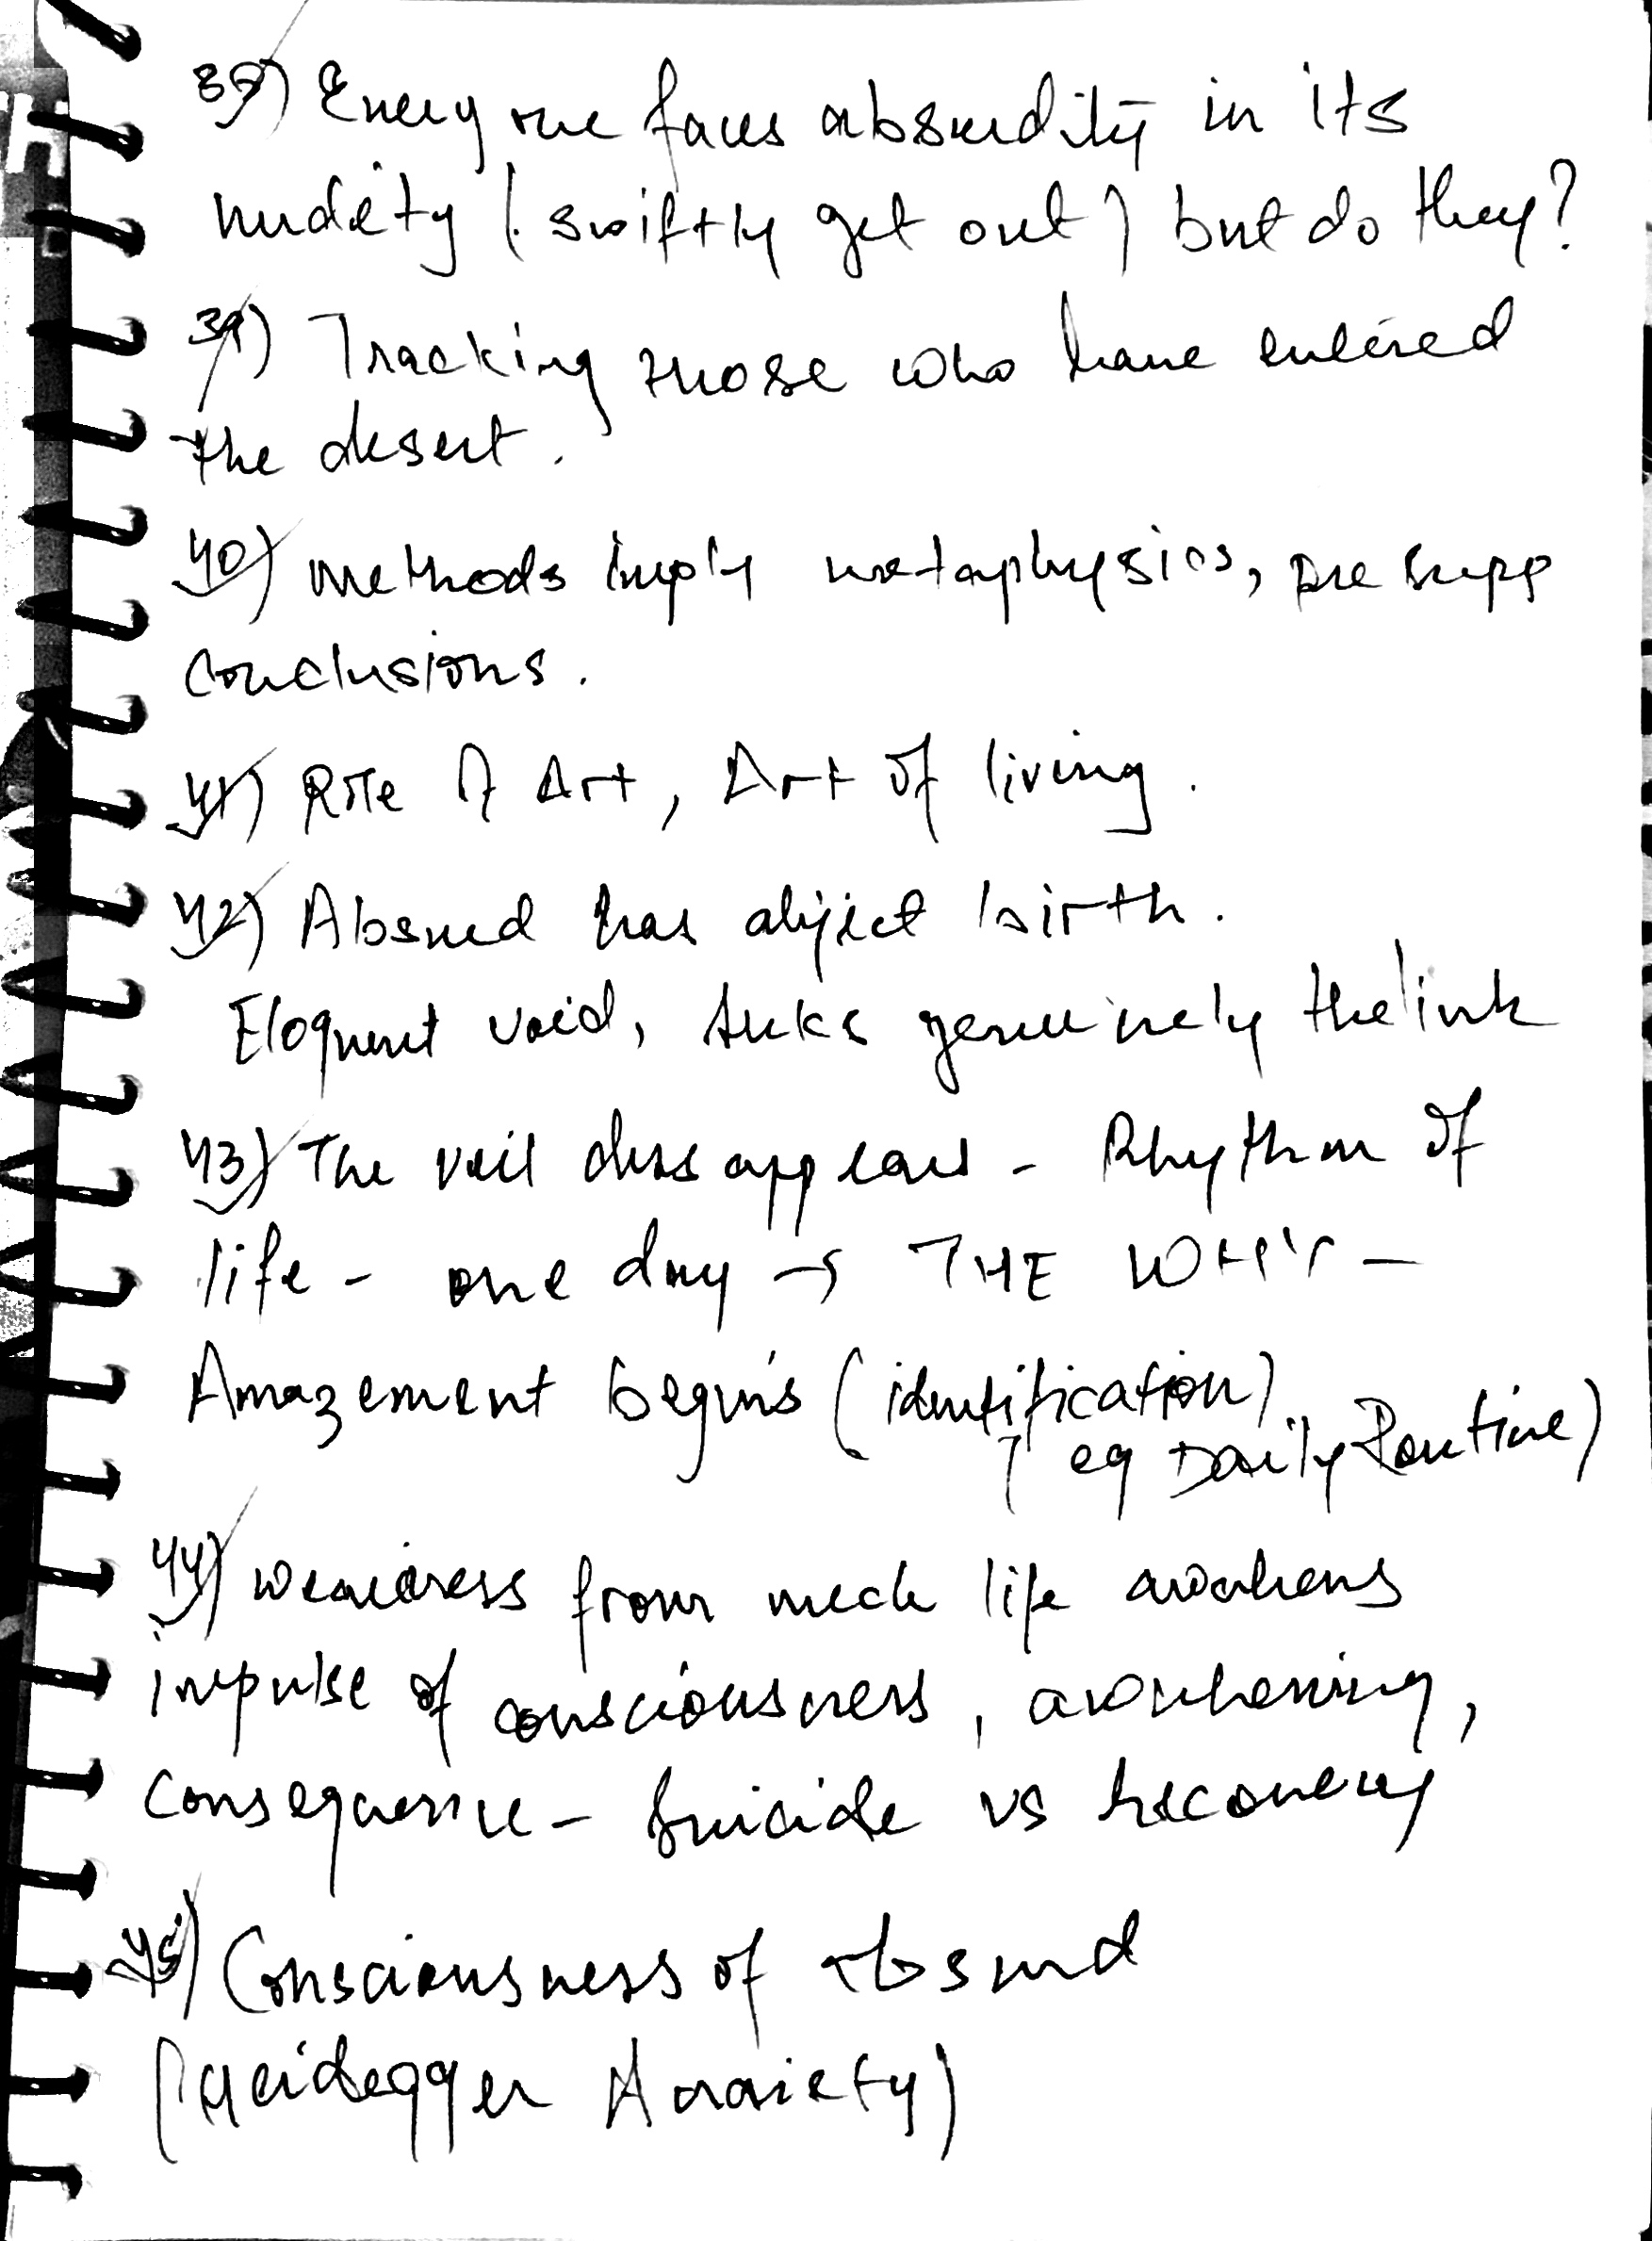 38) Every one faces absurdity in its
nudity (swiftly get out) but do they?
39) Tracking those who have entered
the desert.
40) Methods imply metaphysics, pre supp
conclusions.
41) Rite of Art, Art of living.
42) Absurd has abject birth.
Eloquent void, seeks genuinely the link
43) The veil dissappears - Rhythm of
life - one day → THE WHY -
Amazement begins (identification)
↑ eg Daily Routine)
44) Weariness from mech life awakens
impulse of consciousness, awakening,
consequence - suicide vs recovery
45) Consciousness of Absurd
(Heidegger Anxiety)